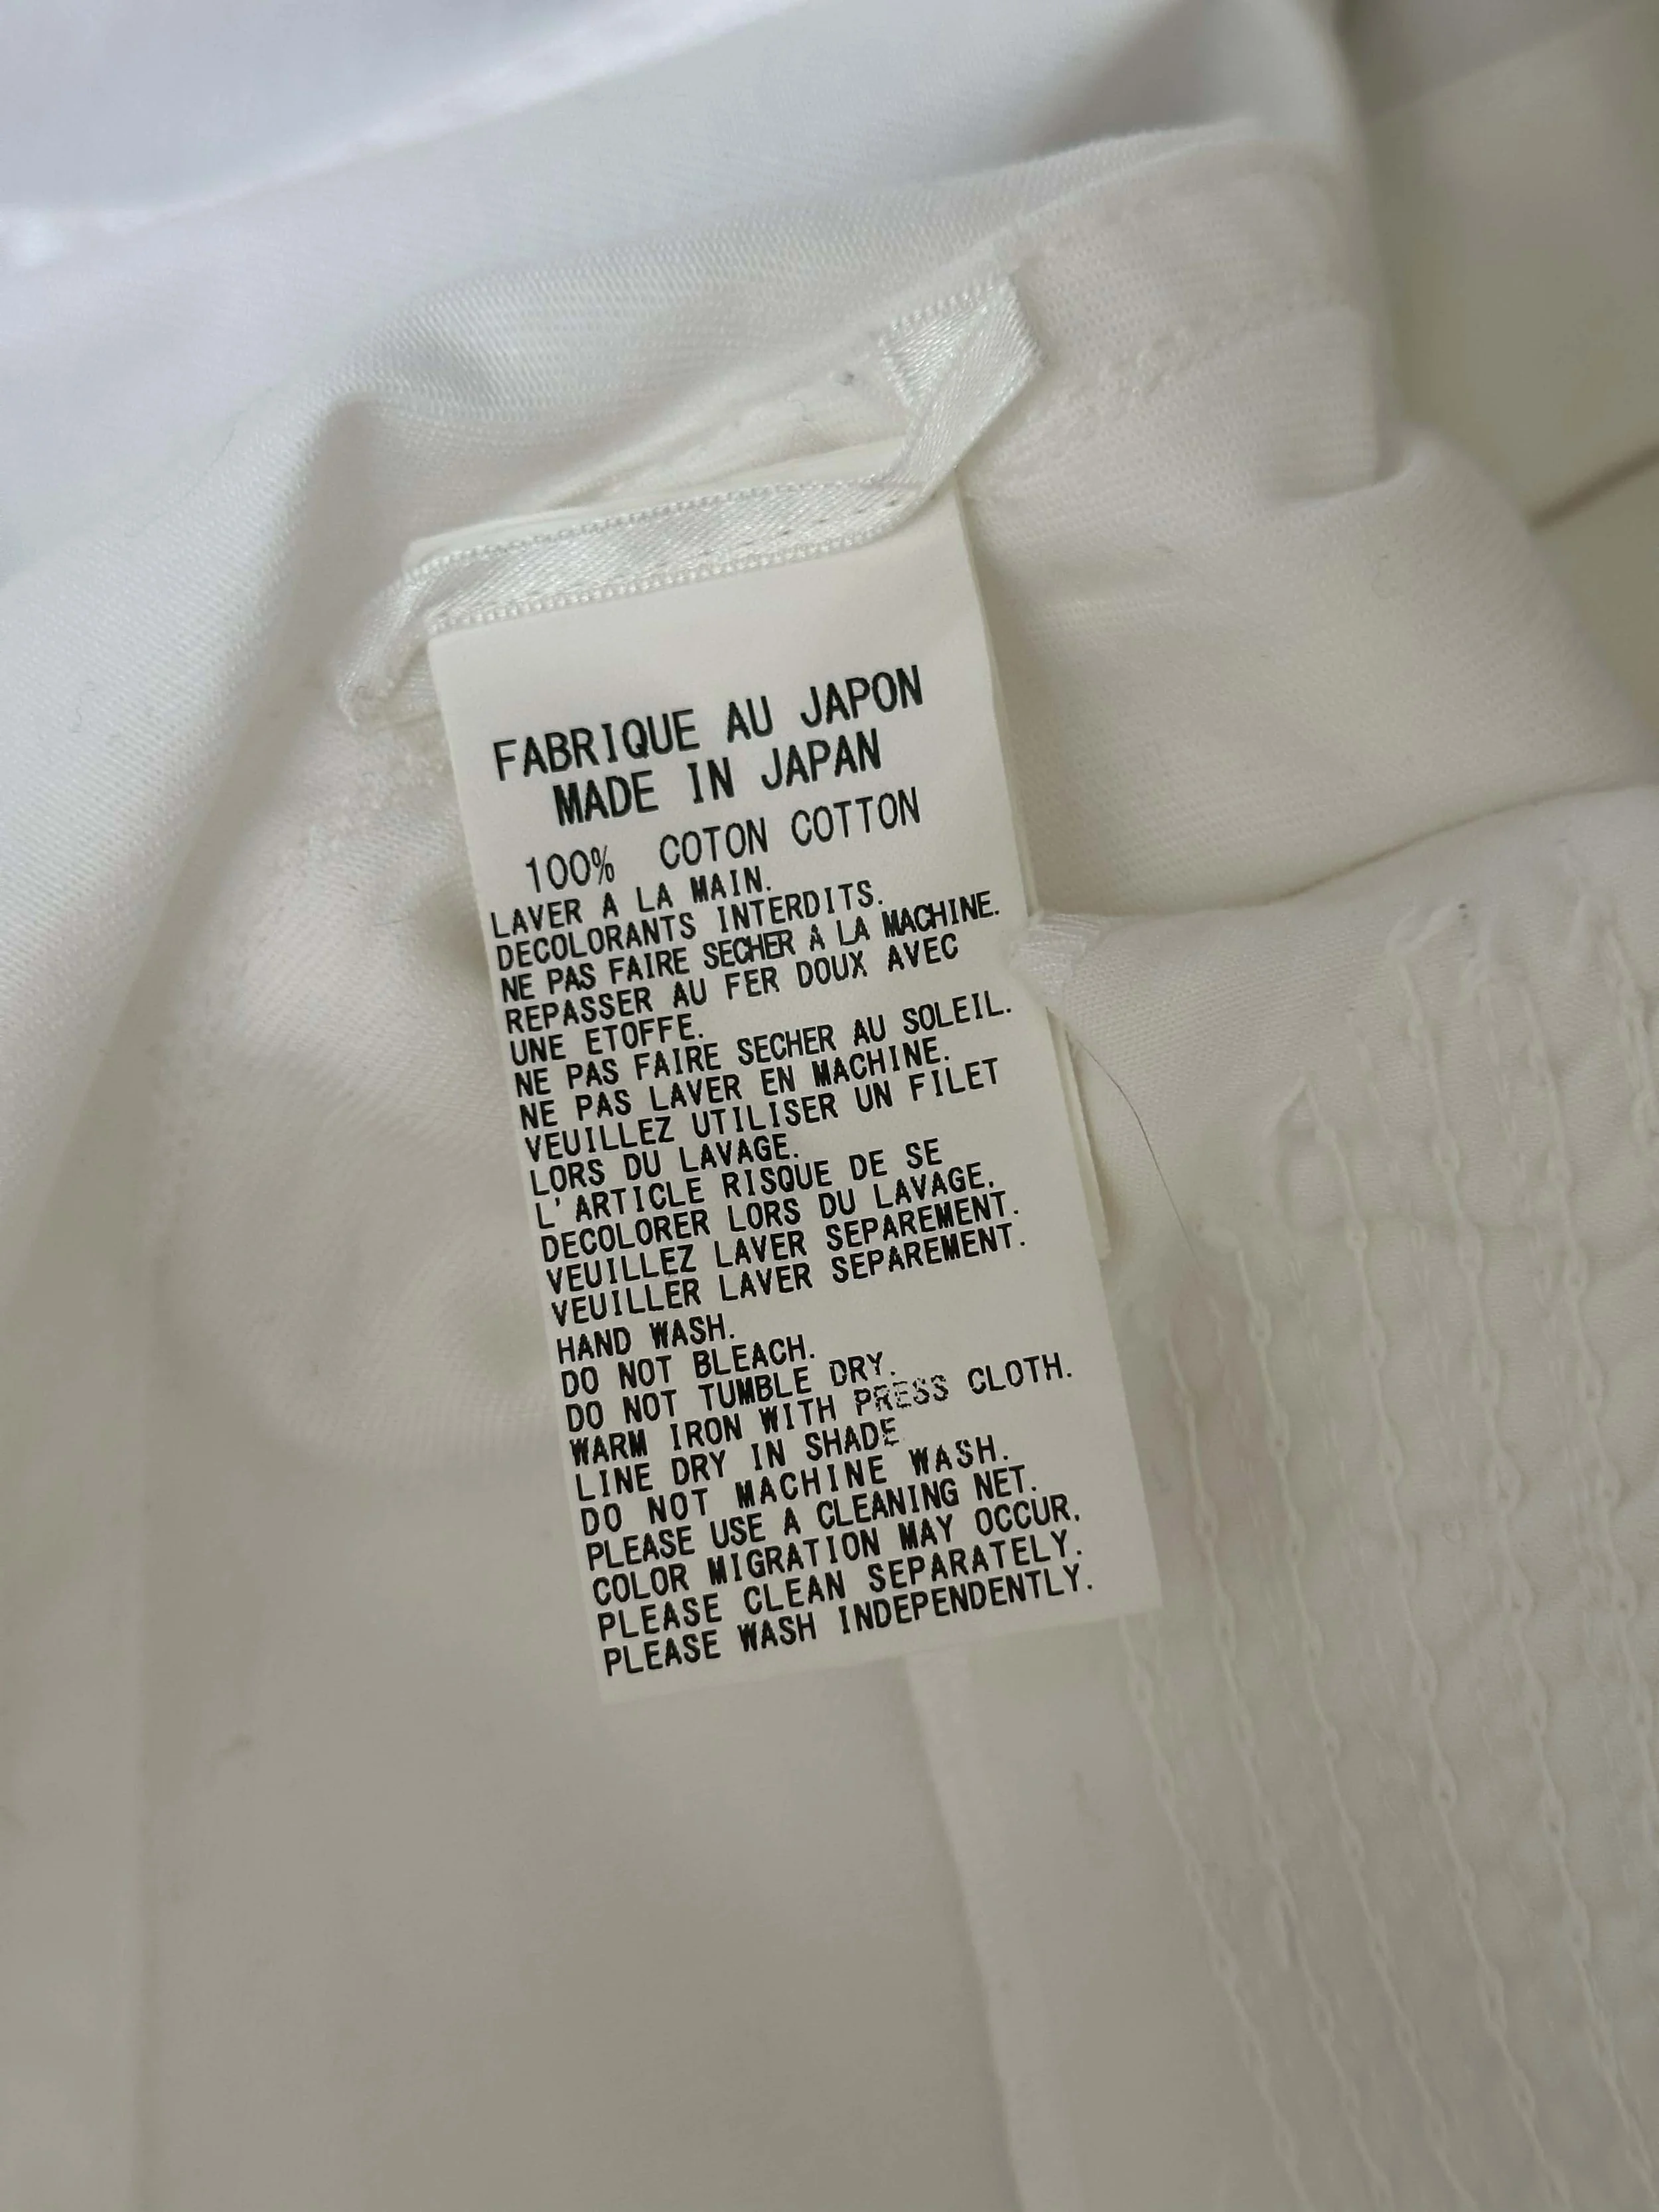 FABRIQUE AU JAPON
MADE IN JAPAN
100% COTON COTTON
LAVER A LA MAIN.
DECOLORANTS INTERDITS.
NE PAS FAIRE SECHER A LA MACHINE.
REPASSER AU FER DOUX AVEC
UNE ETOFFE.
NE PAS FAIRE SECHER AU SOLEIL.
NE PAS LAVER EN MACHINE.
VEUILLEZ UTILISER UN FILET
LORS DU LAVAGE.
L'ARTICLE RISQUE DE SE
DECOLORER LORS DU LAVAGE.
VEUILLEZ LAVER SEPAREMENT.
VEUILLER LAVER SEPAREMENT.
HAND WASH.
DO NOT BLEACH.
DO NOT TUMBLE DRY.
WARM IRON WITH PRESS CLOTH.
LINE DRY IN SHADE
DO NOT MACHINE WASH.
PLEASE USE A CLEANING NET.
COLOR MIGRATION MAY OCCUR.
PLEASE CLEAN SEPARATELY.
PLEASE WASH INDEPENDENTLY.